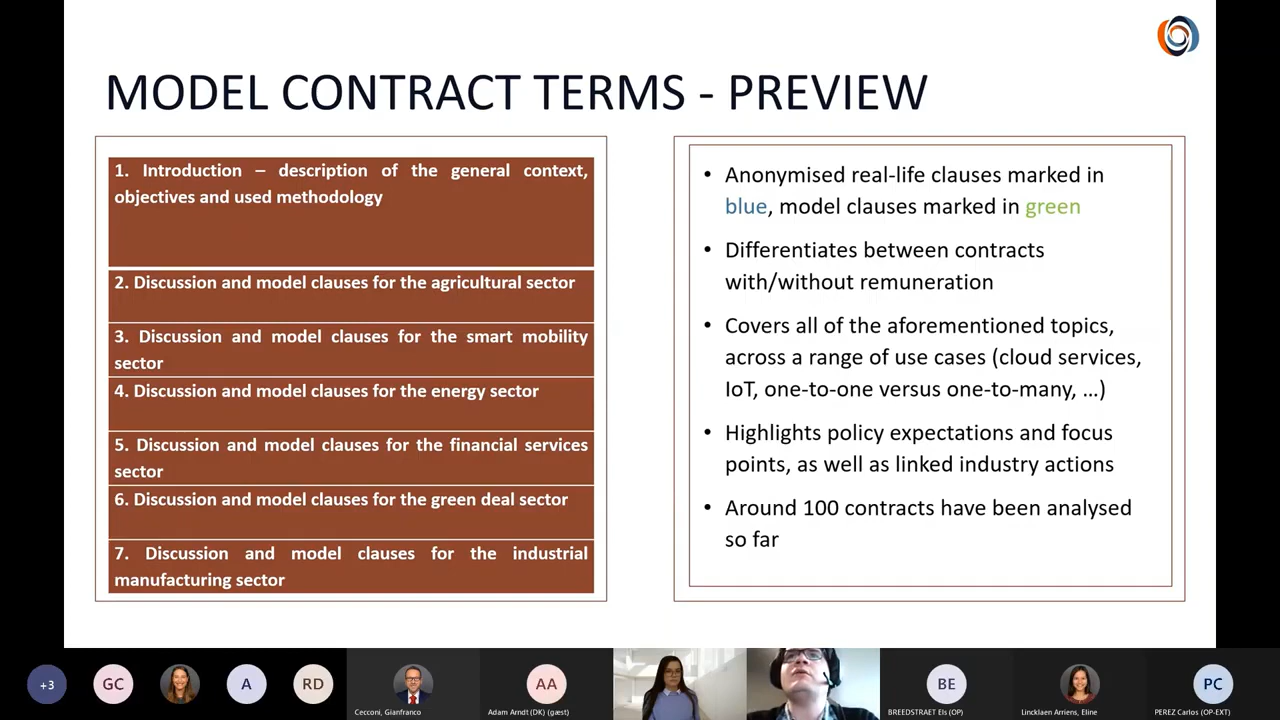 MODEL CONTRACT TERMS - PREVIEW
1. Introduction – description of the general context,
objectives and used methodology
2. Discussion and model clauses for the agricultural sector
3. Discussion and model clauses for the smart mobility
sector
4. Discussion and model clauses for the energy sector
5. Discussion and model clauses for the financial services
sector
6. Discussion and model clauses for the green deal sector
7. Discussion and model clauses for the industrial
manufacturing sector
• Anonymised real-life clauses marked in
blue, model clauses marked in green
• Differentiates between contracts
with/without remuneration
• Covers all of the aforementioned topics,
across a range of use cases (cloud services,
IoT, one-to-one versus one-to-many, ...)
• Highlights policy expectations and focus
points, as well as linked industry actions
• Around 100 contracts have been analysed
so far
+3
GC
A
RD
Cecconi, Gianfranco
AA
Adam Arndt (DK) (gæst)
BE
BREEDSTRAET Els (OP)
Lincklaen Arriens, Eline
PC
PEREZ Carlos (OP-EXT)